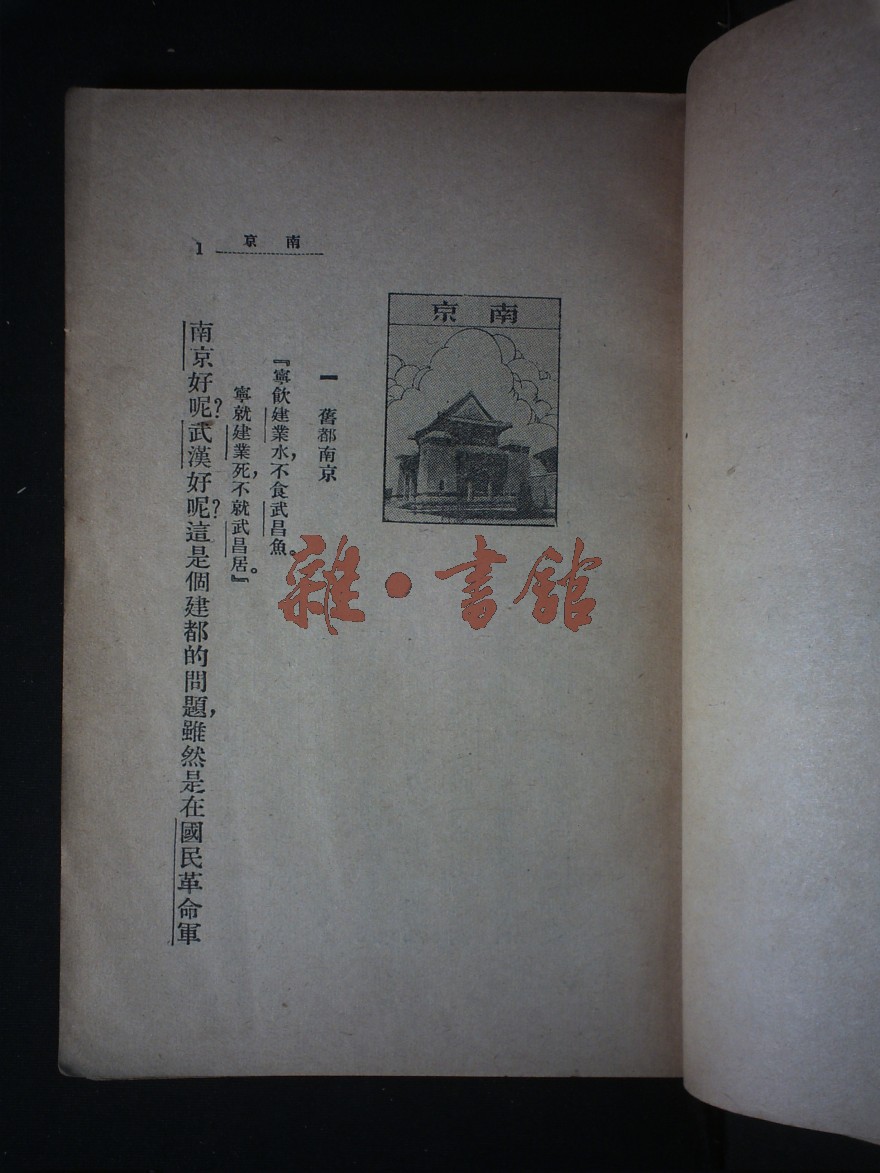 南京
1
南京
一　舊都南京
『寧飲建業水，不食武昌魚。
寧就建業死，不就武昌居。』
南京好呢？武漢好呢？這是個建都的問題，雖然是在國民革命軍
雜·書館